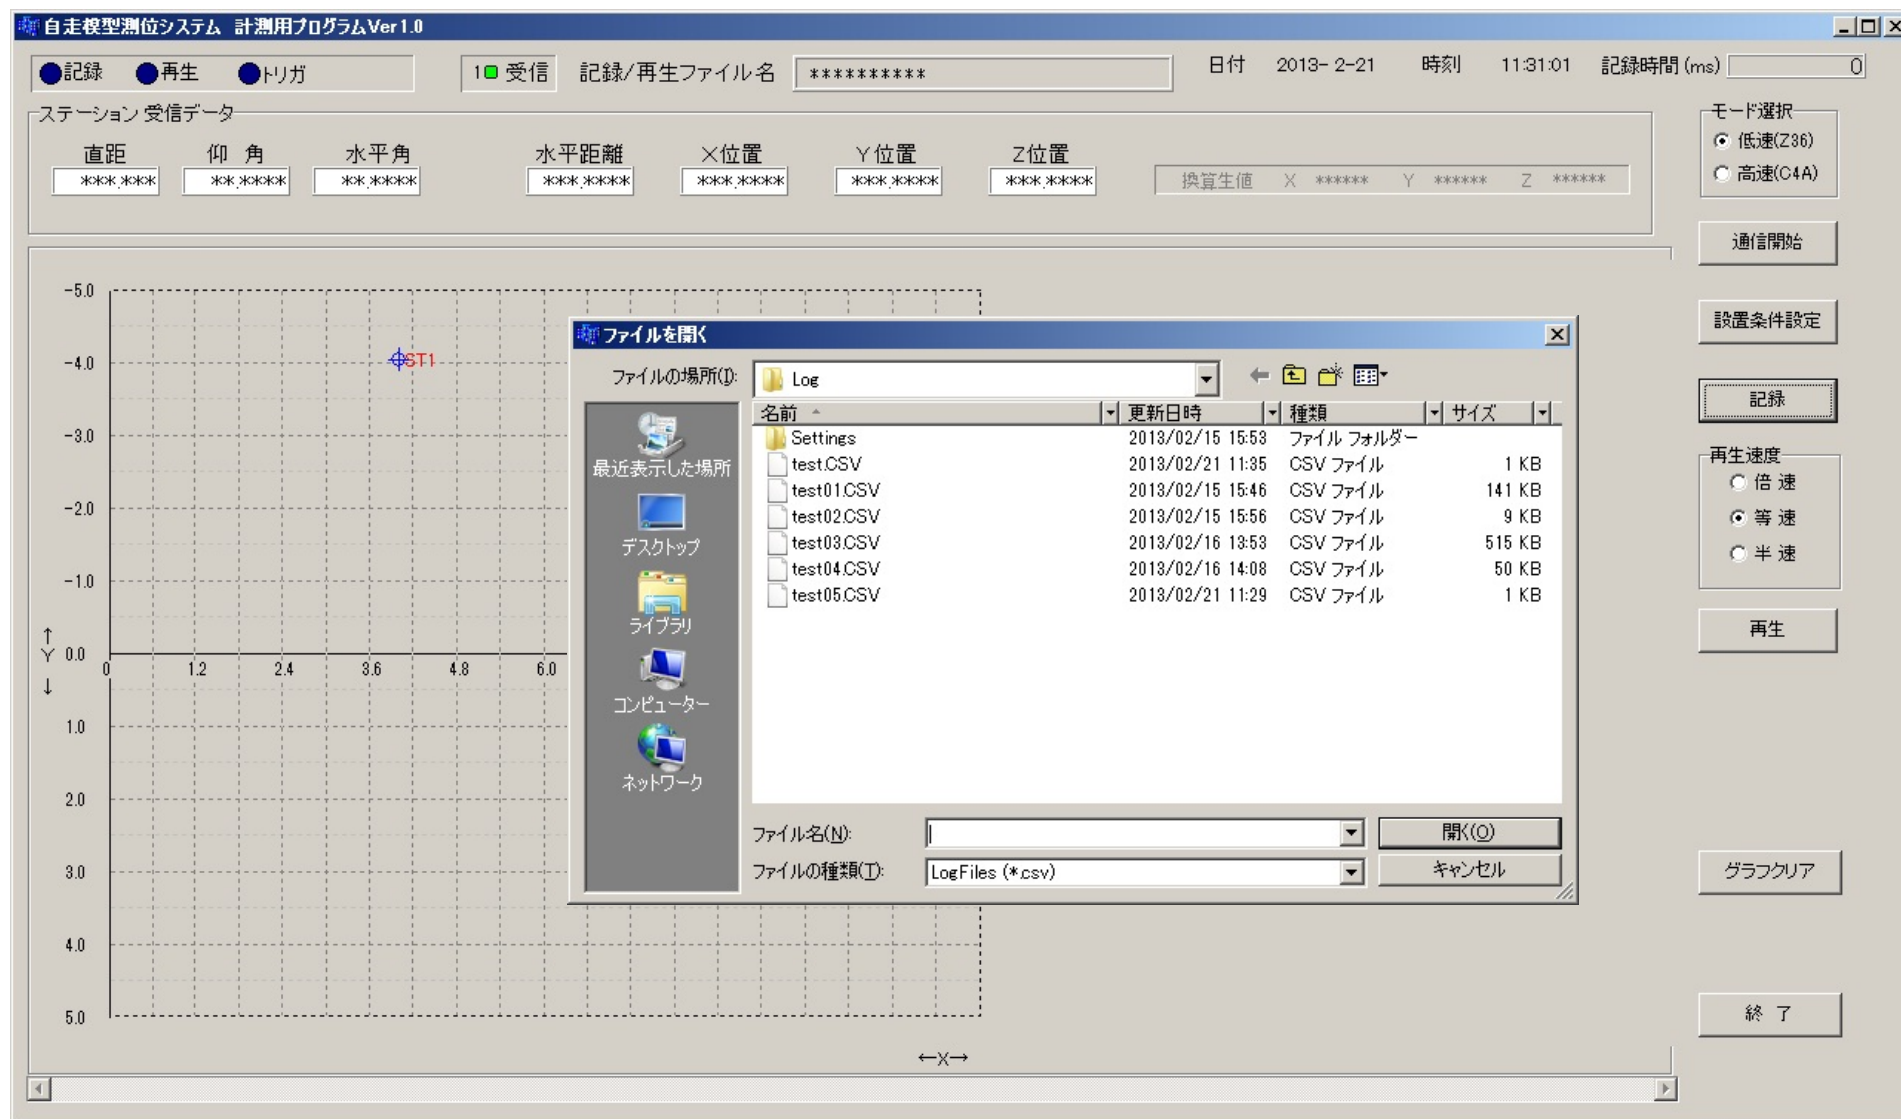 自走模型測位システム 計測用プログラムVer1.0
記録 再生 トリガ 1 受信 記録/再生ファイル名 ********** 日付 2013- 2-21 時刻 11:31:01 記録時間(ms) 0
ステーション 受信データ
直距 仰 角 水平角 水平距離 X位置 Y位置 Z位置
***.*** **.**** **.**** ***.**** ***.**** ***.**** ***.**** 換算生値 X ****** Y ****** Z ******
モード選択
低速(Z36)
高速(C4A)
通信開始
設置条件設定
記録
再生速度
倍 速
等 速
半 速
再生
グラフクリア
終 了
-5.0
-4.0
ST1
-3.0
-2.0
-1.0
↑
Y 0.0
↓
0 1.2 2.4 3.6 4.8 6.0
1.0
2.0
3.0
4.0
5.0
←X→
ファイルを開く
ファイルの場所(I): Log
最近表示した場所
デスクトップ
ライブラリ
コンピューター
ネットワーク
名前 更新日時 種類 サイズ
Settings 2013/02/15 15:53 ファイル フォルダー
test.CSV 2013/02/21 11:35 CSV ファイル 1 KB
test01.CSV 2013/02/15 15:46 CSV ファイル 141 KB
test02.CSV 2013/02/15 15:56 CSV ファイル 9 KB
test03.CSV 2013/02/16 13:53 CSV ファイル 515 KB
test04.CSV 2013/02/16 14:08 CSV ファイル 50 KB
test05.CSV 2013/02/21 11:29 CSV ファイル 1 KB
ファイル名(N): 開く(O)
ファイルの種類(T): LogFiles (*.csv) キャンセル